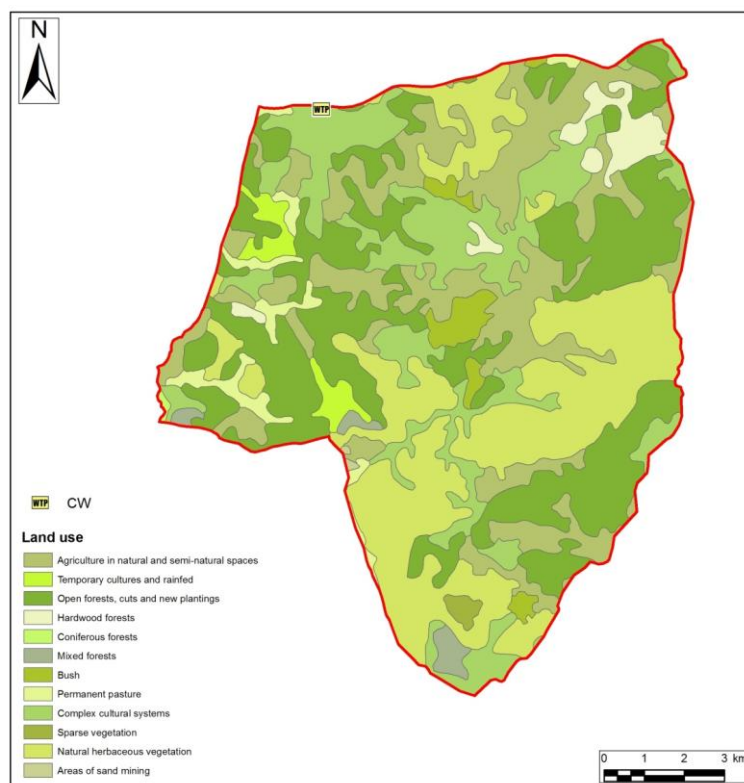 N
WTP
WTP CW
Land use
Agriculture in natural and semi-natural spaces
Temporary cultures and rainfed
Open forests, cuts and new plantings
Hardwood forests
Coniferous forests
Mixed forests
Bush
Permanent pasture
Complex cultural systems
Sparse vegetation
Natural herbaceous vegetation
Areas of sand mining
0 1 2 3 km